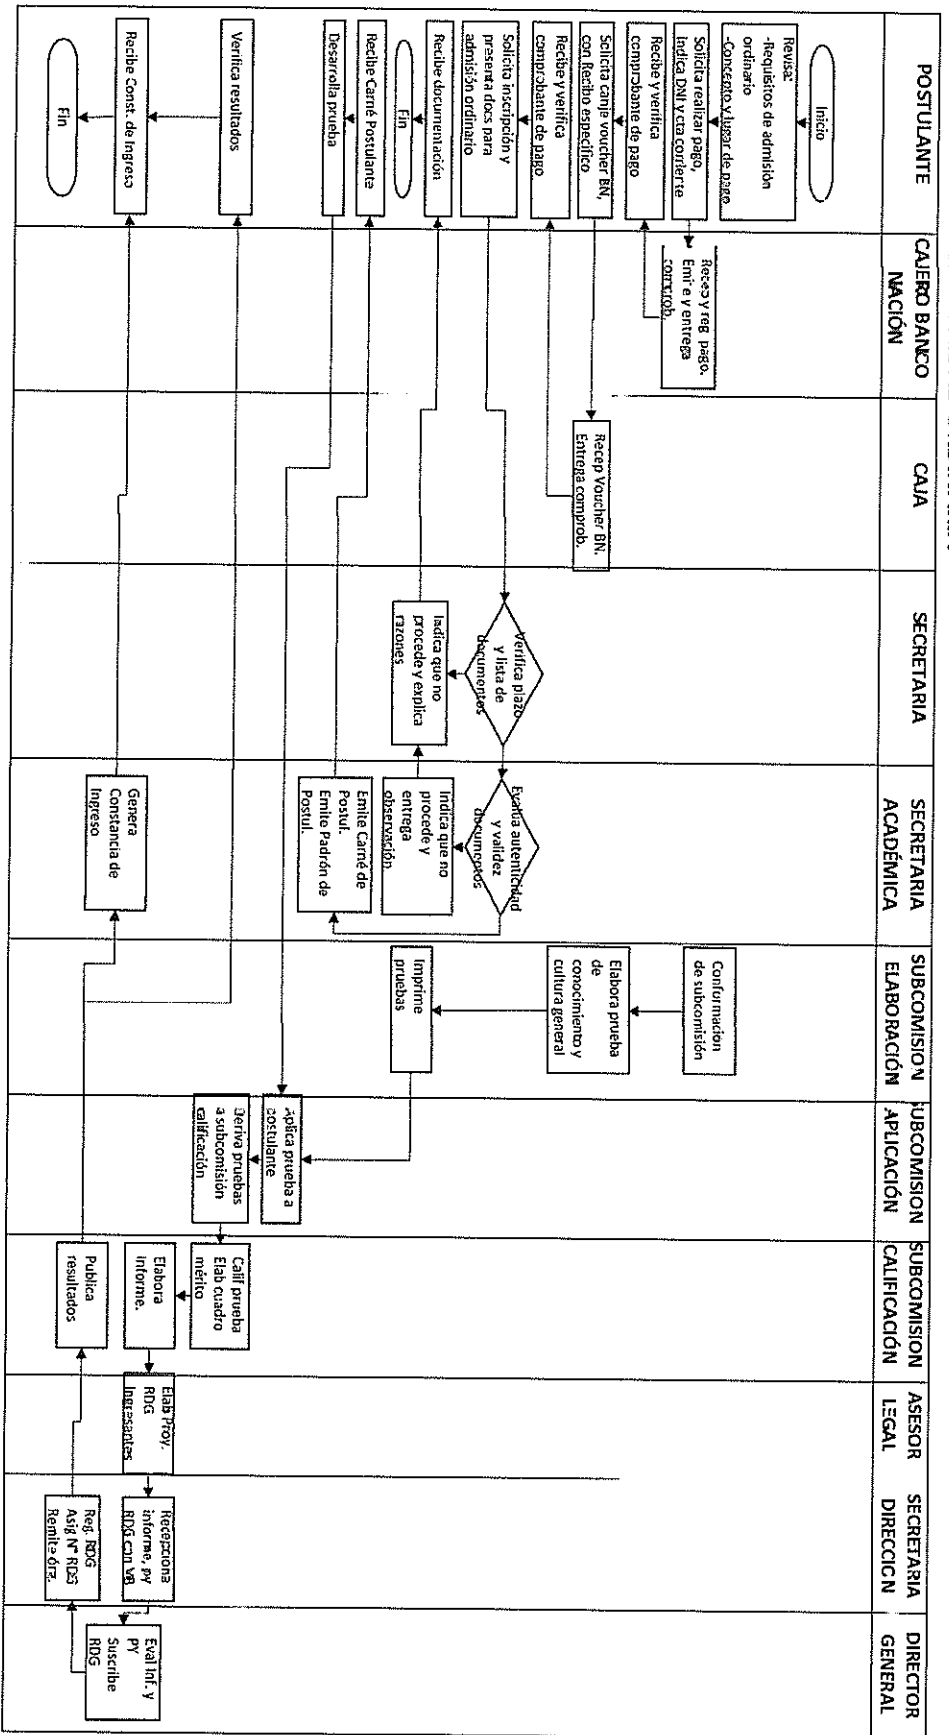 POSTULANTE
CAJERO BANCO
NACIÓN
CAJA
SECRETARIA
SECRETARIA
ACADÉMICA
SUBCOMISION
ELABORACIÓN
SUBCOMISION
APLICACIÓN
SUBCOMISION
CALIFICACIÓN
ASESOR
LEGAL
SECRETARIA
DIRECCION
DIRECTOR
GENERAL
Inicio
Revisa:
-Requisitos de admisión
ordinario
-Concepto y lugar de pago
Solicita realizar pago,
Indica DNI y cta corriente
Recibe y verifica
comprobante de pago
Solicita canje voucher BN,
con Recibo especifico
Recibe y verifica
comprobante de pago
Solicito inscripción y
presenta docs para
admisión ordinario
Recibe documentación
Fin
Recibe Carné Postulante
Desarrolla prueba
Verifica resultados
Recibe Const. de Ingreso
Fin
Recep y reg pago.
Emite y entrega
comprob.
Recep Voucher BN.
Entrega comprob.
Verifica plazo
y lista de
documentos
Indica que no
procede y explica
razones
Evalúa autenticidad
y validez
documentos
Indica que no
procede y
entrega
observación
Emite Carné de
Postul.
Emite Padrón de
Postul.
Genera
Constancia de
Ingreso
Conformación
de subcomisión
Elabora prueba
de
conocimiento y
cultura general
Imprime
pruebas
Aplica prueba a
postulante
Deriva pruebas
a subcomisión
calificación
Calif prueba
Elab cuadro
mérito
Elabora
informe.
Publica
resultados
Elab Proy.
RDG
Ingresantes
Recepciona
informe, py
RDG con VB
Reg. RDG
Asig N° RDG
Remite órg.
Eval Inf. y
PY
Suscribe
RDG